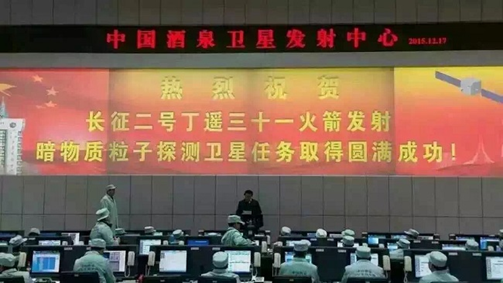 中国酒泉卫星发射中心 2015.12.17
热烈祝贺
长征二号丁遥三十一火箭发射
暗物质粒子探测卫星任务取得圆满成功！